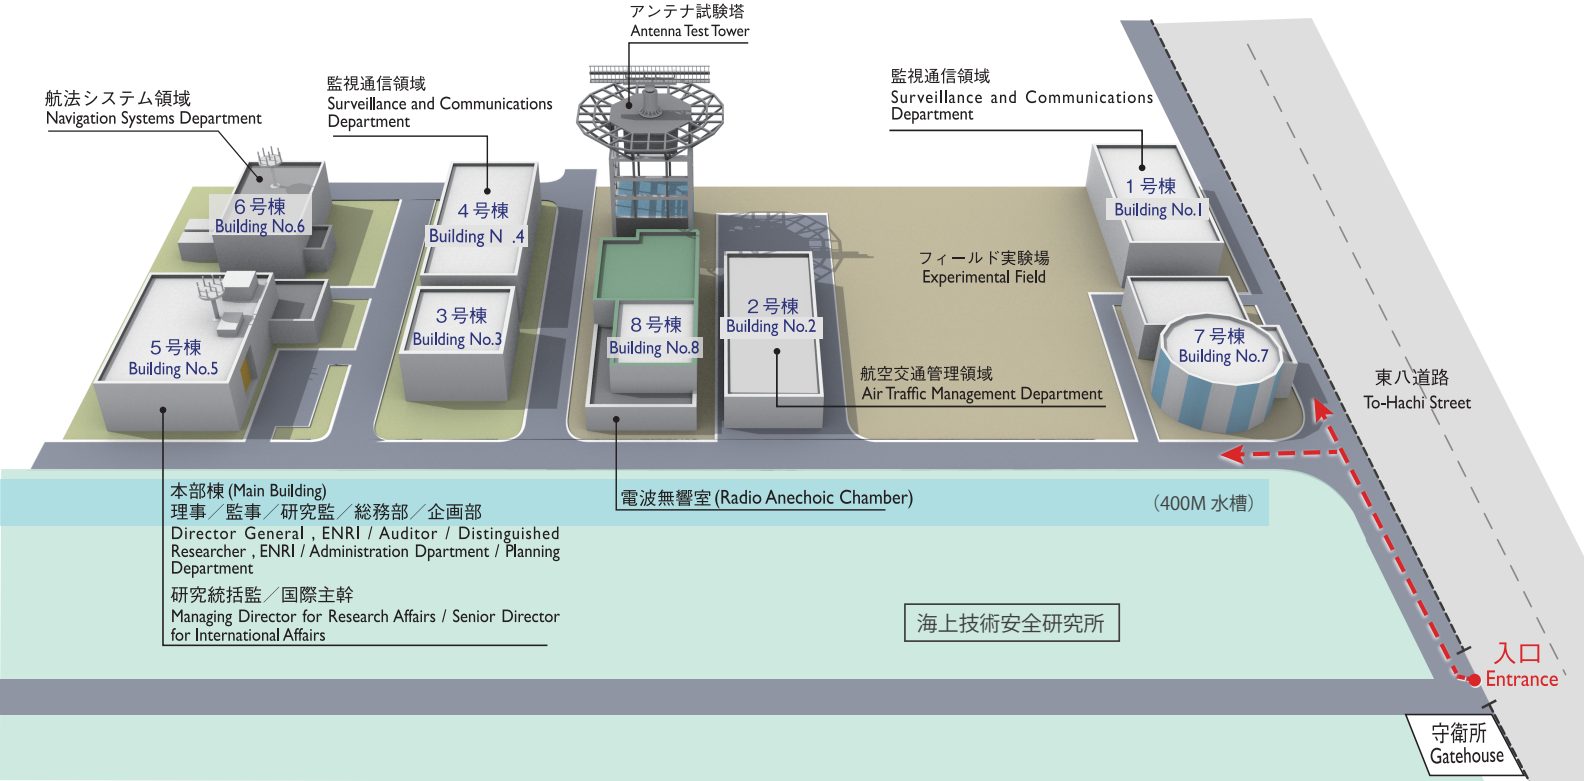 アンテナ試験塔
Antenna Test Tower
監視通信領域
Surveillance and Communications
Department
監視通信領域
Surveillance and Communications
Department
航法システム領域
Navigation Systems Department
6号棟
Building No.6
4号棟
Building N .4
1号棟
Building No.1
フィールド実験場
Experimental Field
5号棟
Building No.5
3号棟
Building No.3
8号棟
Building No.8
2号棟
Building No.2
7号棟
Building No.7
航空交通管理領域
Air Traffic Management Department
東八道路
To-Hachi Street
本部棟(Main Building)
理事/監事/研究監/総務部/企画部
Director General , ENRI / Auditor / Distinguished
Researcher , ENRI / Administration Dpartment / Planning
Department
研究統括監/国際主幹
Managing Director for Research Affairs / Senior Director
for International Affairs
電波無響室(Radio Anechoic Chamber)
(400M 水槽)
海上技術安全研究所
入口
Entrance
守衛所
Gatehouse